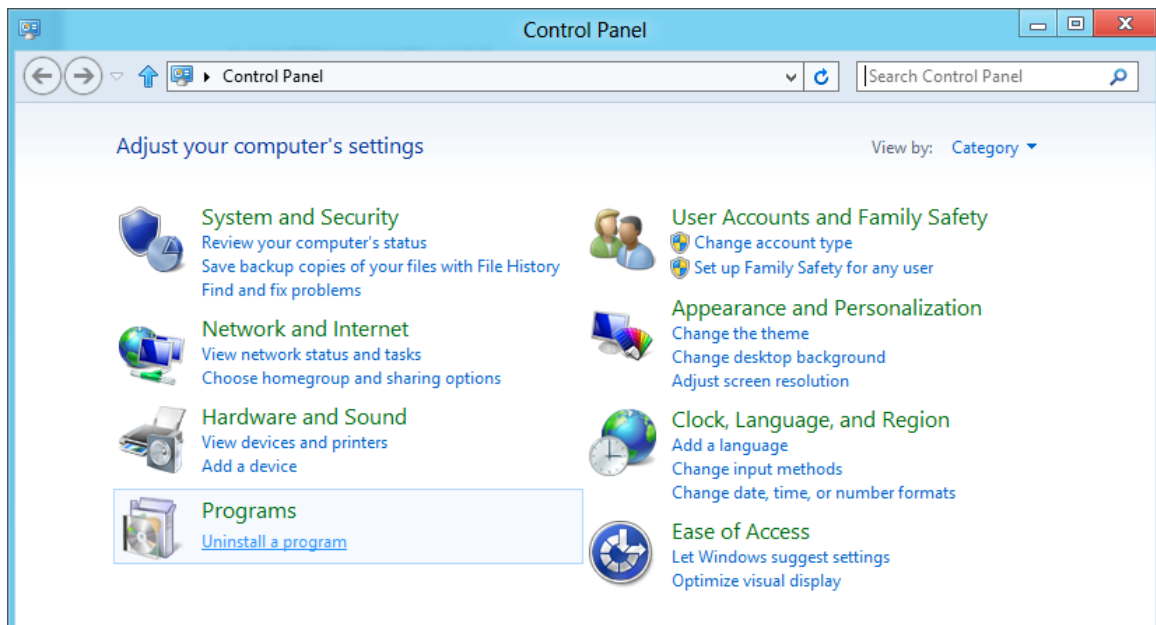 Control Panel
Control Panel
Search Control Panel
Adjust your computer's settings
View by: Category
System and Security
Review your computer's status
Save backup copies of your files with File History
Find and fix problems
Network and Internet
View network status and tasks
Choose homegroup and sharing options
Hardware and Sound
View devices and printers
Add a device
Programs
Uninstall a program
User Accounts and Family Safety
Change account type
Set up Family Safety for any user
Appearance and Personalization
Change the theme
Change desktop background
Adjust screen resolution
Clock, Language, and Region
Add a language
Change input methods
Change date, time, or number formats
Ease of Access
Let Windows suggest settings
Optimize visual display